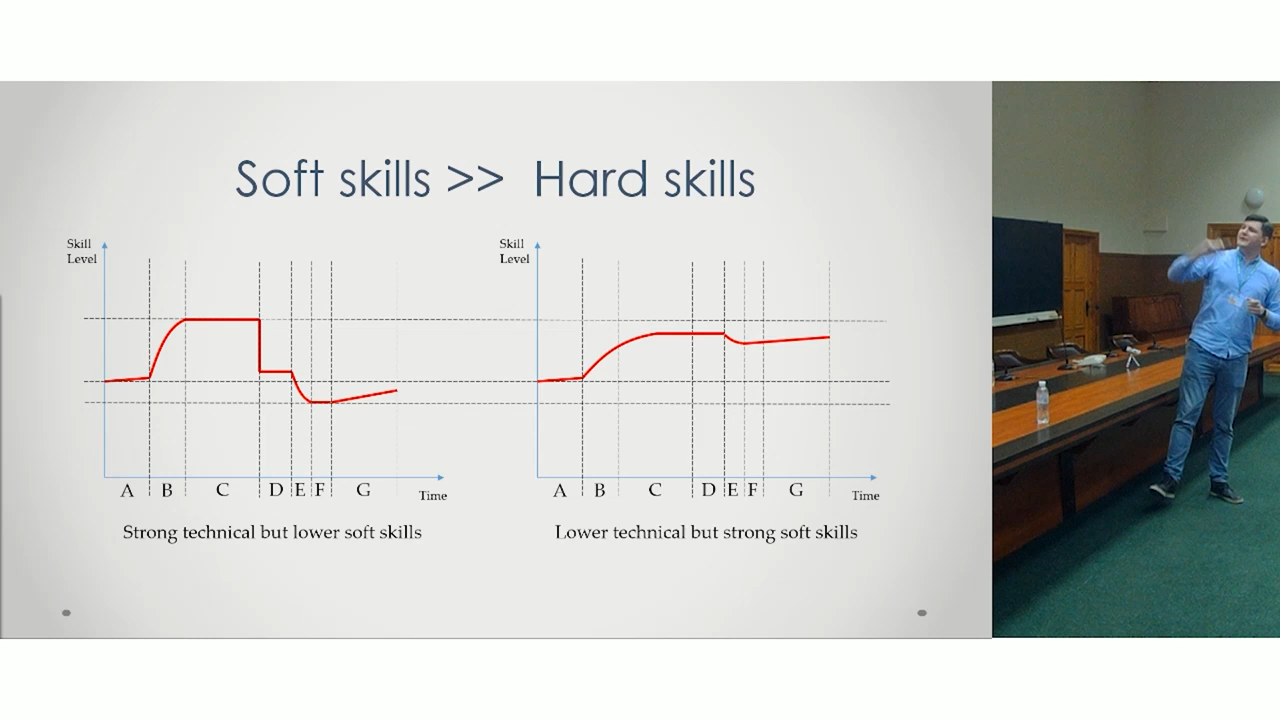 Soft skills >> Hard skills
Skill
Level
A B C D E F G
Time
Strong technical but lower soft skills
Skill
Level
A B C D E F G
Time
Lower technical but strong soft skills